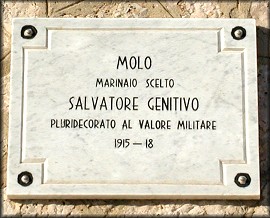 MOLO
MARINAIO SCELTO
SALVATORE GENITIVO
PLURIDECORATO AL VALORE MILITARE
1915-18